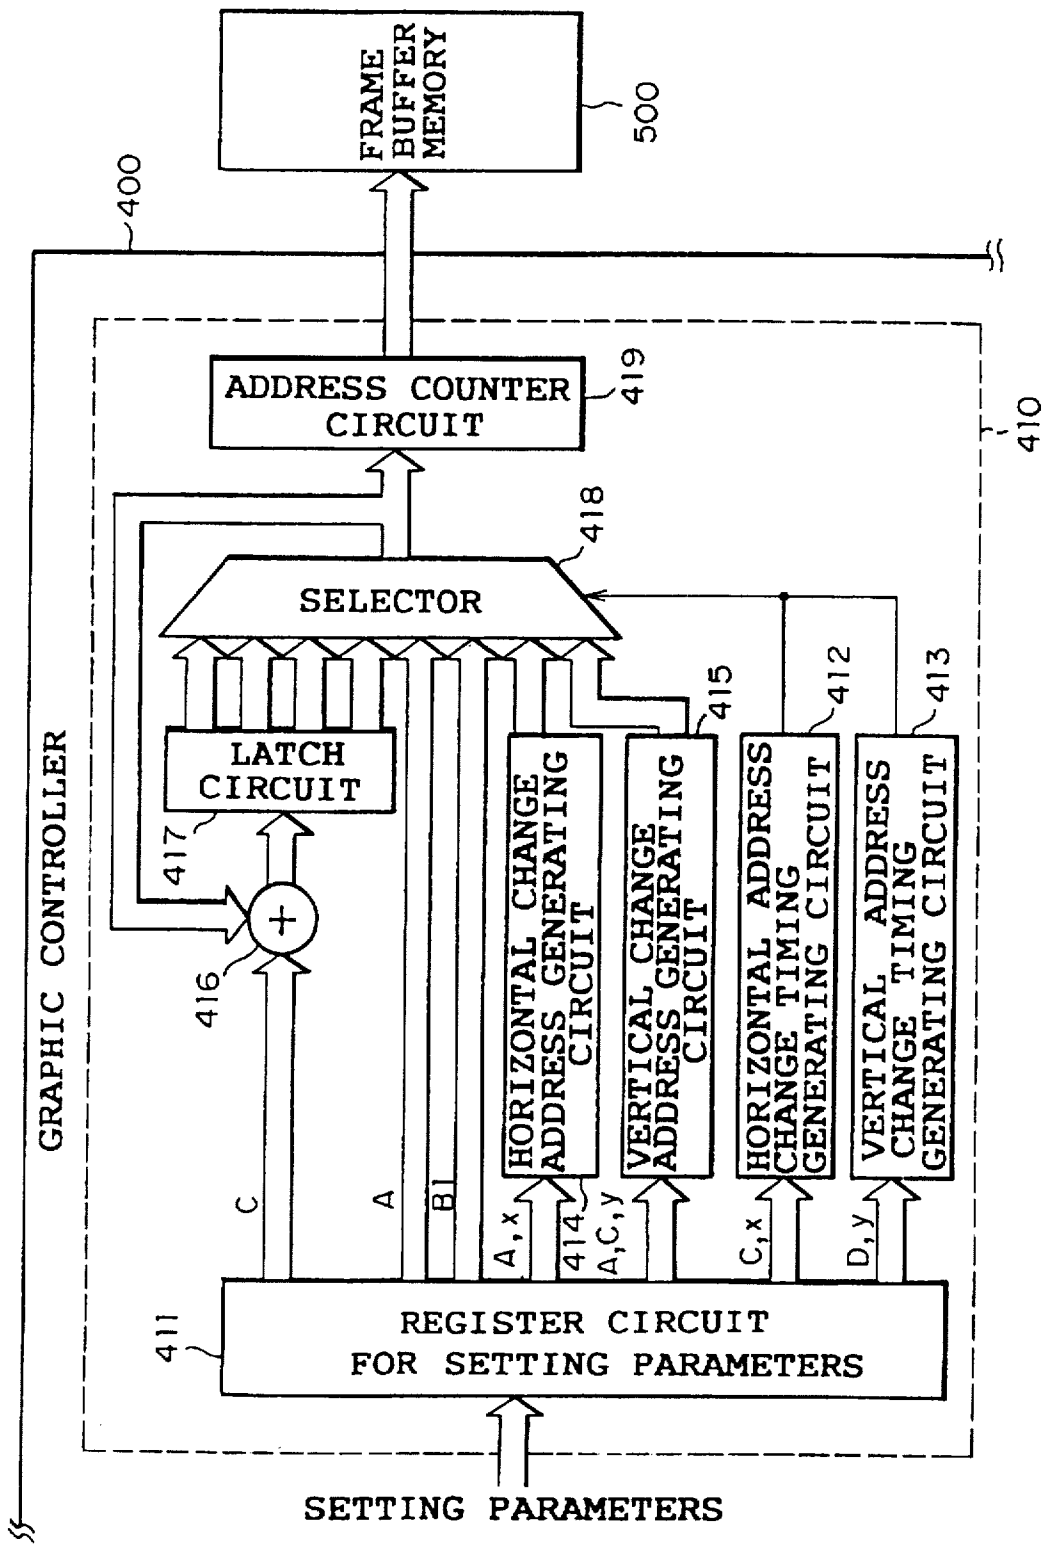 GRAPHIC CONTROLLER
400
FRAME
BUFFER
MEMORY
500
410
ADDRESS COUNTER
CIRCUIT
419
SELECTOR
418
LATCH
CIRCUIT
417
+
416
C
A
B1
HORIZONTAL CHANGE
ADDRESS GENERATING
CIRCUIT
414
A,x
VERTICAL CHANGE
ADDRESS GENERATING
CIRCUIT
415
A,C,y
HORIZONTAL ADDRESS
CHANGE TIMING
GENERATING CIRCUIT
412
C,x
VERTICAL ADDRESS
CHANGE TIMING
GENERATING CIRCUIT
413
D,y
411
REGISTER CIRCUIT
FOR SETTING PARAMETERS
SETTING PARAMETERS